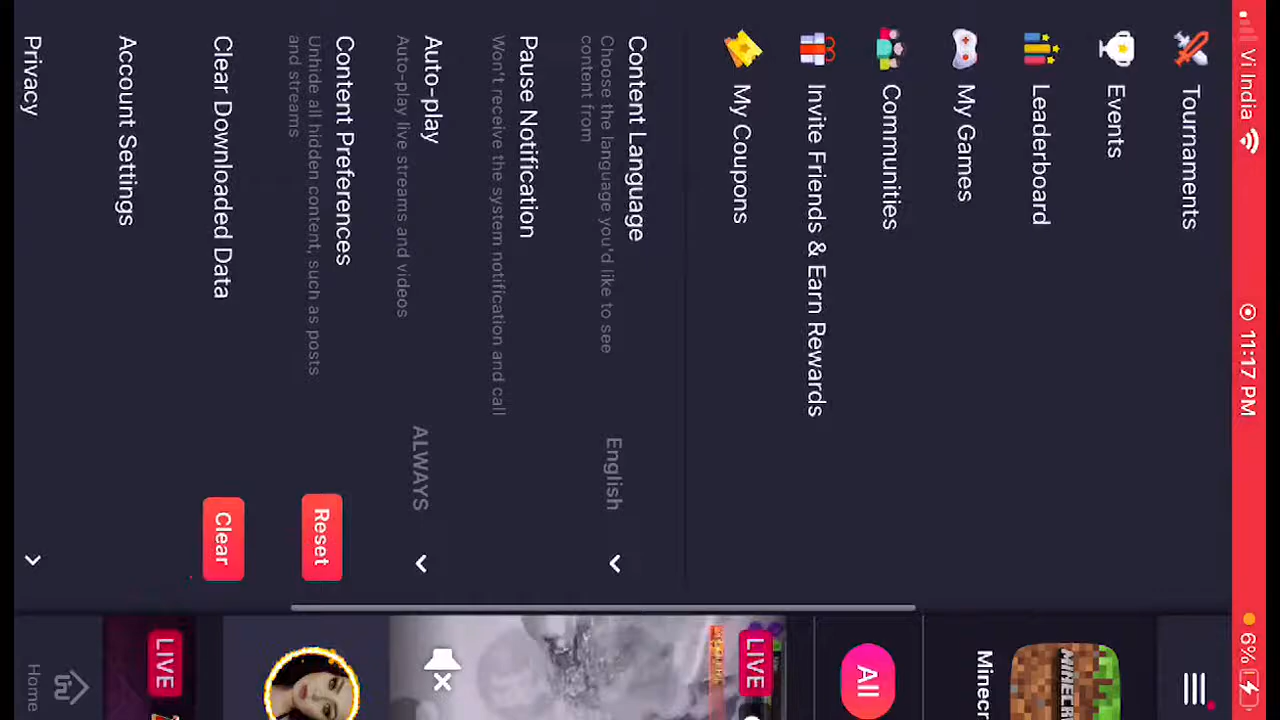 Vi India
11:17 PM
6%
Tournaments
Events
Leaderboard
My Games
Communities
Invite Friends & Earn Rewards
My Coupons
Content Language
Choose the language you'd like to see
content from
English
Pause Notification
Won't receive the system notification and call
Auto-play
Auto-play live streams and videos
ALWAYS
Content Preferences
Unhide all hidden content, such as posts
and streams
Reset
Clear Downloaded Data
Clear
Account Settings
Privacy
MINECR
Minecr
All
LIVE
LIVE
Home